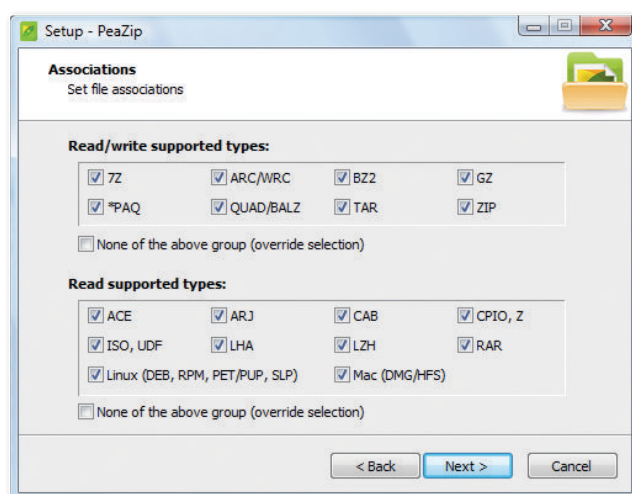 Setup - PeaZip
Associations
Set file associations
Read/write supported types:
7Z ARC/WRC BZ2 GZ
*PAQ QUAD/BALZ TAR ZIP
None of the above group (override selection)
Read supported types:
ACE ARJ CAB CPIO, Z
ISO, UDF LHA LZH RAR
Linux (DEB, RPM, PET/PUP, SLP) Mac (DMG/HFS)
None of the above group (override selection)
< Back Next > Cancel